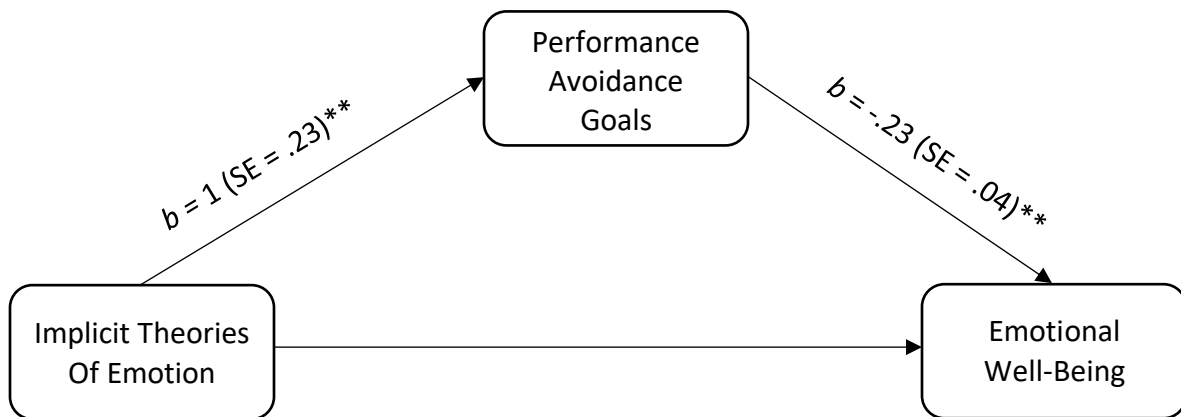 Performance
Avoidance
Goals
b = 1 (SE = .23)**
b = -.23 (SE = .04)**
Implicit Theories
Of Emotion
Emotional
Well-Being